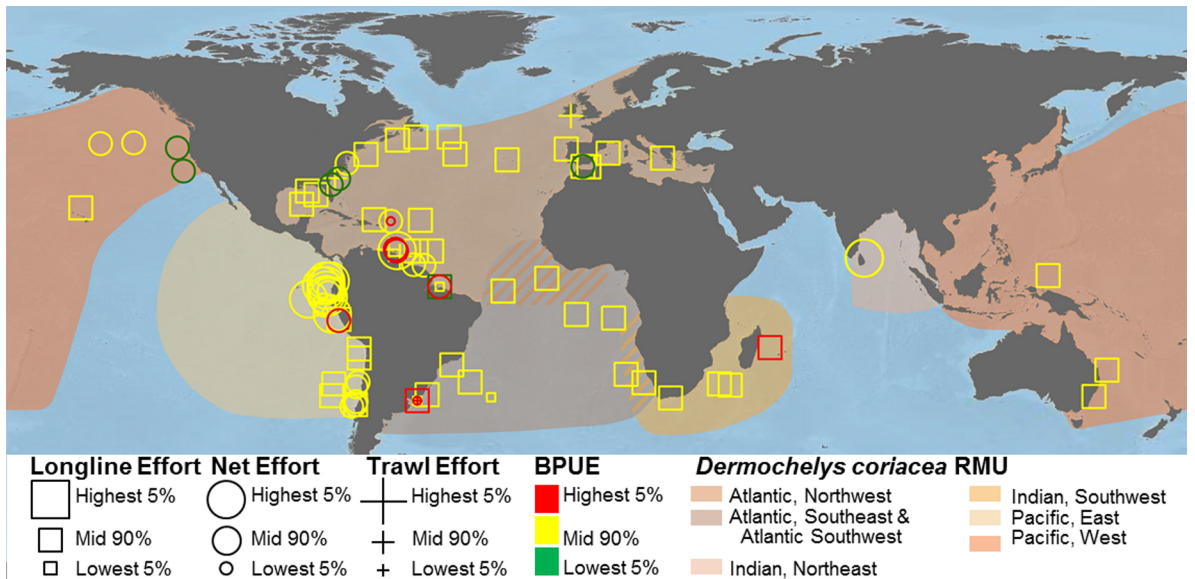 Longline Effort
Highest 5%
Mid 90%
Lowest 5%
Net Effort
Highest 5%
Mid 90%
Lowest 5%
Trawl Effort
Highest 5%
Mid 90%
Lowest 5%
BPUE
Highest 5%
Mid 90%
Lowest 5%
Dermochelys coriacea RMU
Atlantic, Northwest
Atlantic, Southeast &
Atlantic Southwest
Indian, Northeast
Indian, Southwest
Pacific, East
Pacific, West